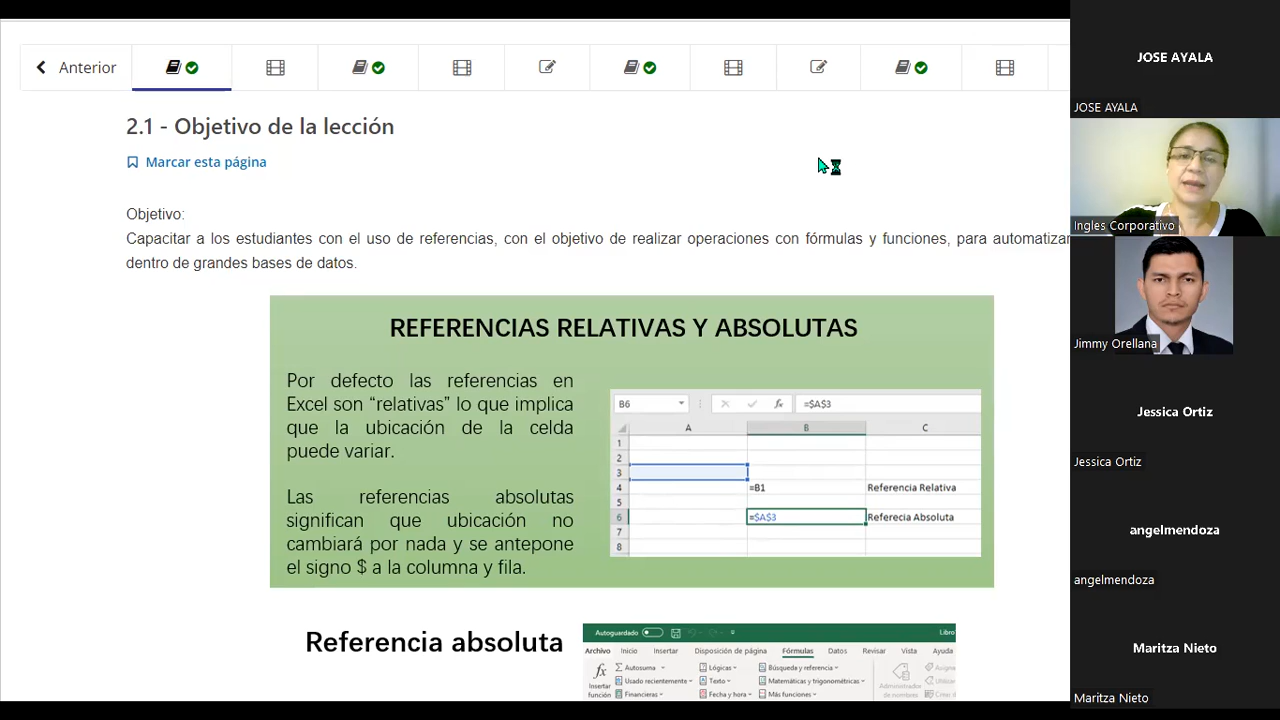 Anterior
2.1 - Objetivo de la lección
Marcar esta página
Objetivo:
Capacitar a los estudiantes con el uso de referencias, con el objetivo de realizar operaciones con fórmulas y funciones, para automatizar
dentro de grandes bases de datos.
REFERENCIAS RELATIVAS Y ABSOLUTAS
Por defecto las referencias en
Excel son “relativas” lo que implica
que la ubicación de la celda
puede variar.
Las referencias absolutas
significan que ubicación no
cambiará por nada y se antepone
el signo $ a la columna y fila.
B6 fx =$A$3
A B C
1
2
3
4 =B1 Referencia Relativa
5
6 =$A$3 Referecia Absoluta
7
8
Referencia absoluta
Autoguardado Libro
Archivo Inicio Insertar Disposición de página Fórmulas Datos Revisar Vista Ayuda
fx Autosuma Lógicas Búsqueda y referencia
Insertar función Usado recientemente Texto Matemáticas y trigonométricas Administrador de nombres
Financieras Fecha y hora Más funciones
JOSE AYALA
JOSE AYALA
Ingles Corporativo
Jimmy Orellana
Jessica Ortiz
Jessica Ortiz
angelmendoza
angelmendoza
Maritza Nieto
Maritza Nieto